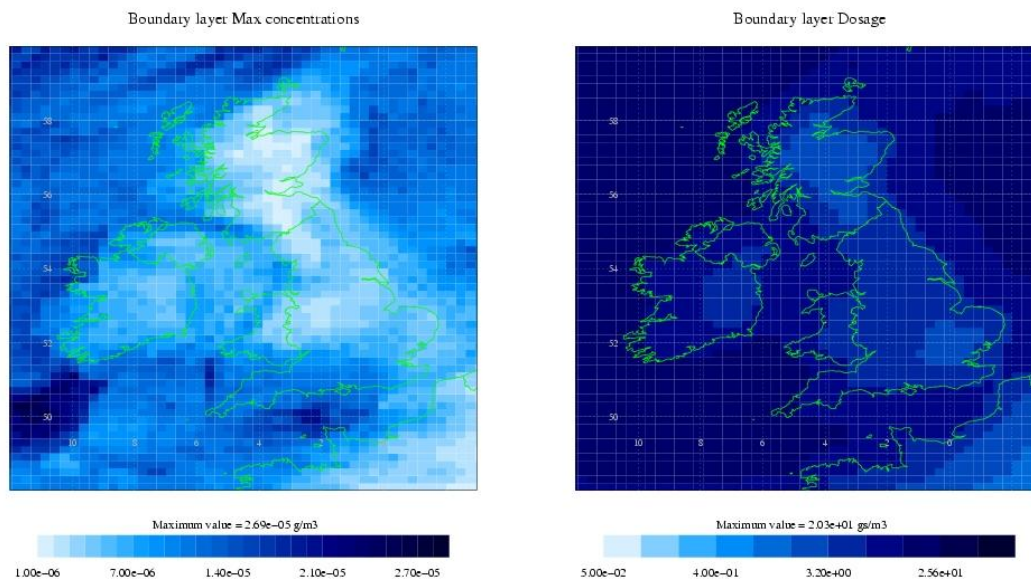 Boundary layer Max concentrations
58
56
54
52
50
10 8 6 4 2
Maximum value = 2.69e−05 g/m3
1.00e−06 7.00e−06 1.40e−05 2.10e−05 2.70e−05
Boundary layer Dosage
58
56
54
52
50
10 8 6 4 2 0
Maximum value = 2.03e+01 gs/m3
5.00e−02 4.00e−01 3.20e+00 2.56e+01